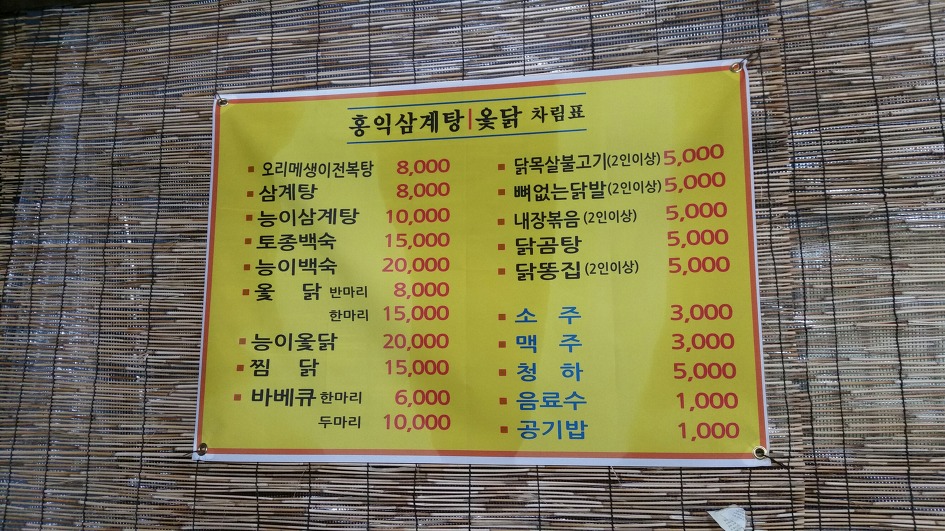 홍익삼계탕|옻닭 차림표
오리메생이전복탕 8,000
삼계탕 8,000
능이삼계탕 10,000
토종백숙 15,000
능이백숙 20,000
옻 닭 반마리 8,000
한마리 15,000
능이옻닭 20,000
찜 닭 15,000
바베큐 한마리 6,000
두마리 10,000
닭목살불고기(2인이상) 5,000
뼈없는닭발(2인이상) 5,000
내장볶음(2인이상) 5,000
닭곰탕 5,000
닭똥집(2인이상) 5,000
소 주 3,000
맥 주 3,000
청 하 5,000
음료수 1,000
공기밥 1,000